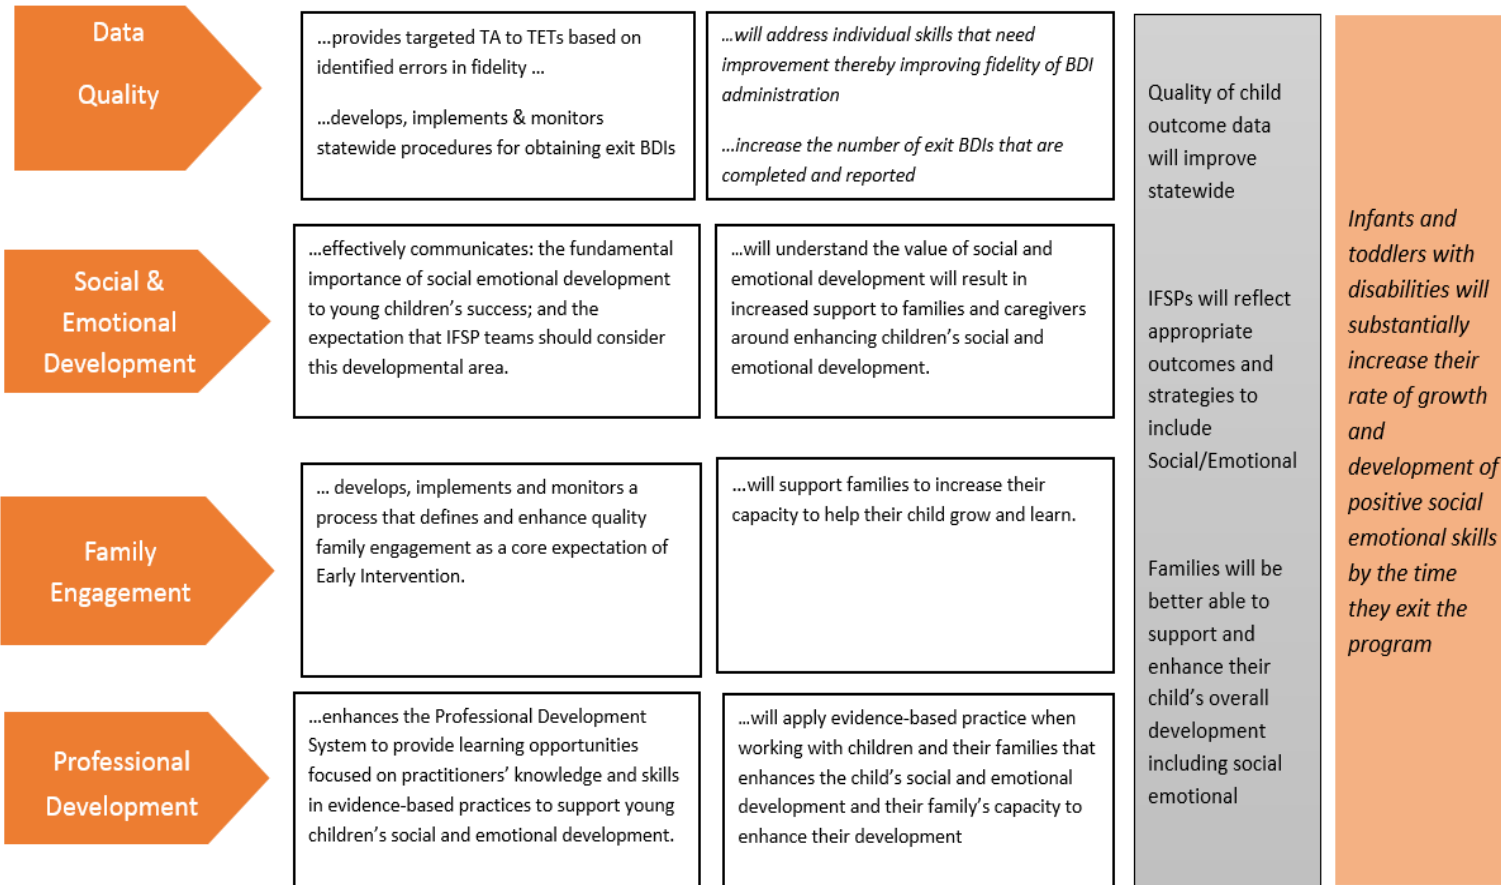 Data
Quality
...provides targeted TA to TETs based on
identified errors in fidelity ...
...develops, implements & monitors
statewide procedures for obtaining exit BDIs
...will address individual skills that need
improvement thereby improving fidelity of BDI
administration
...increase the number of exit BDIs that are
completed and reported
Social &
Emotional
Development
...effectively communicates: the fundamental
importance of social emotional development
to young children’s success; and the
expectation that IFSP teams should consider
this developmental area.
...will understand the value of social and
emotional development will result in
increased support to families and caregivers
around enhancing children’s social and
emotional development.
Family
Engagement
... develops, implements and monitors a
process that defines and enhance quality
family engagement as a core expectation of
Early Intervention.
...will support families to increase their
capacity to help their child grow and learn.
Professional
Development
...enhances the Professional Development
System to provide learning opportunities
focused on practitioners’ knowledge and skills
in evidence-based practices to support young
children’s social and emotional development.
...will apply evidence-based practice when
working with children and their families that
enhances the child’s social and emotional
development and their family’s capacity to
enhance their development
Quality of child
outcome data
will improve
statewide
IFSPs will reflect
appropriate
outcomes and
strategies to
include
Social/Emotional
Families will be
better able to
support and
enhance their
child’s overall
development
including social
emotional
Infants and
toddlers with
disabilities will
substantially
increase their
rate of growth
and
development of
positive social
emotional skills
by the time
they exit the
program